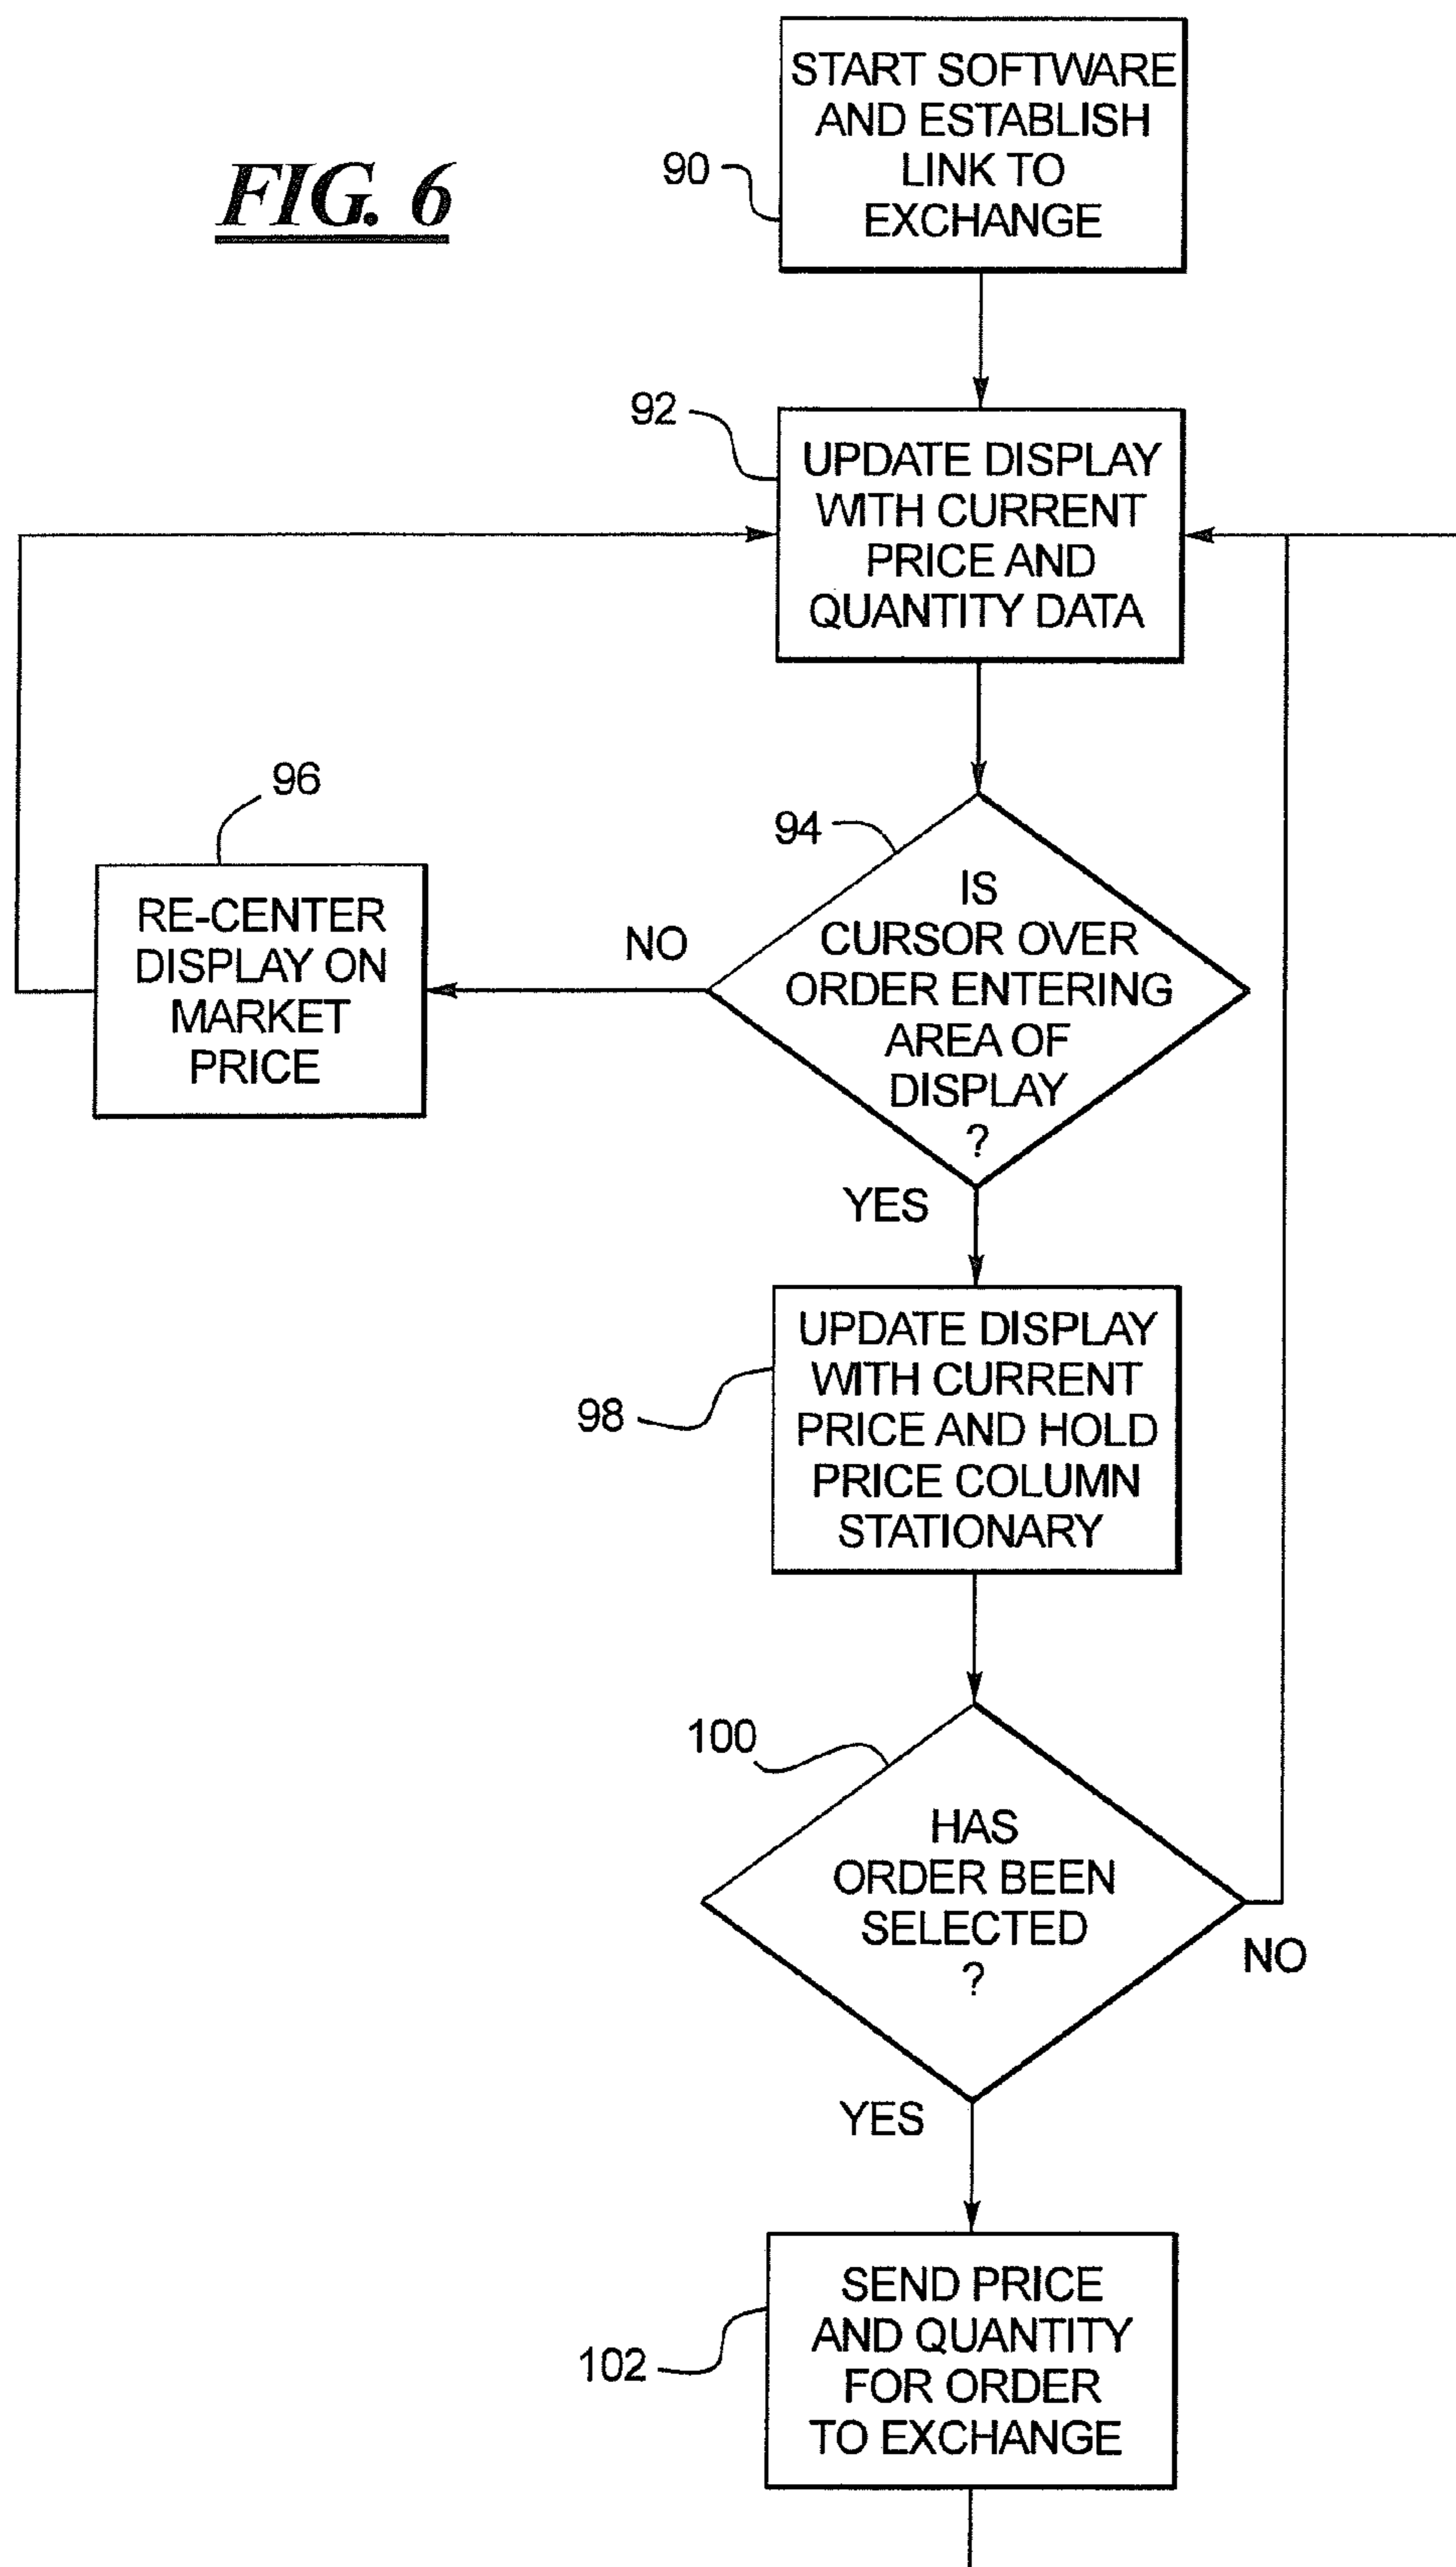 FIG. 6
90
START SOFTWARE
AND ESTABLISH
LINK TO
EXCHANGE
92
UPDATE DISPLAY
WITH CURRENT
PRICE AND
QUANTITY DATA
94
IS
CURSOR OVER
ORDER ENTERING
AREA OF
DISPLAY
?
NO
96
RE-CENTER
DISPLAY ON
MARKET
PRICE
YES
98
UPDATE DISPLAY
WITH CURRENT
PRICE AND HOLD
PRICE COLUMN
STATIONARY
100
HAS
ORDER BEEN
SELECTED
?
NO
YES
102
SEND PRICE
AND QUANTITY
FOR ORDER
TO EXCHANGE